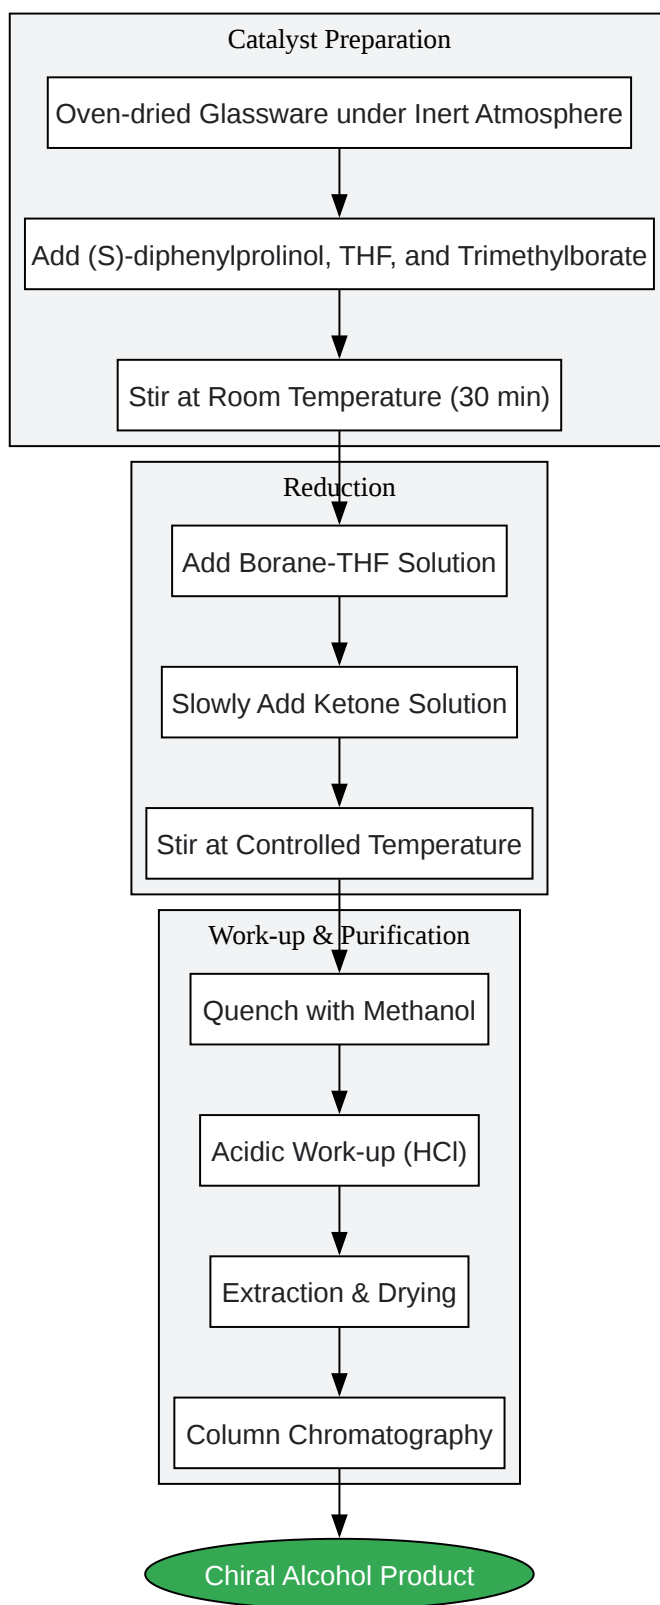 Catalyst Preparation
Oven-dried Glassware under Inert Atmosphere
Add (S)-diphenylprolinol, THF, and Trimethylborate
Stir at Room Temperature (30 min)
Reduction
Add Borane-THF Solution
Slowly Add Ketone Solution
Stir at Controlled Temperature
Work-up & Purification
Quench with Methanol
Acidic Work-up (HCl)
Extraction & Drying
Column Chromatography
Chiral Alcohol Product